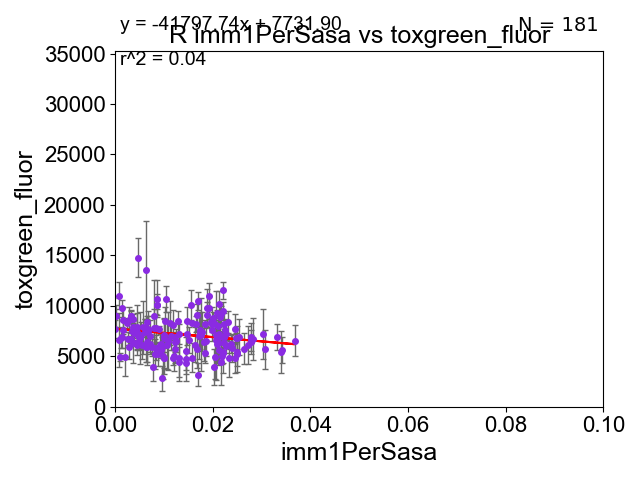 y = -41797.74x + 7731.90
N = 181
R imm1PerSasa vs toxgreen_fluor
r^2 = 0.04
35000
30000
25000
20000
15000
10000
5000
0
toxgreen_fluor
0.00 0.02 0.04 0.06 0.08 0.10
imm1PerSasa